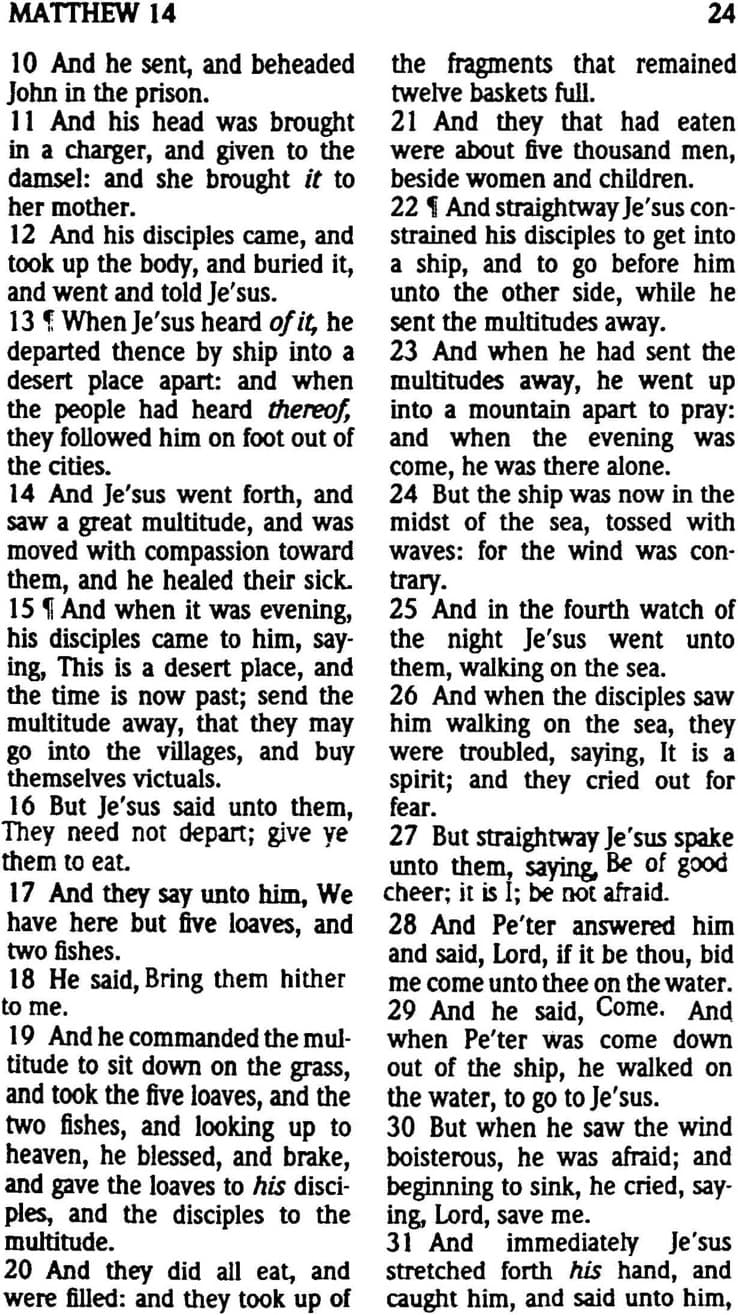 MATTHEW 14
24
10 And he sent, and beheaded
John in the prison.
11 And his head was brought
in a charger, and given to the
damsel: and she brought it to
her mother.
12 And his disciples came, and
took up the body, and buried it,
and went and told Je'sus.
13 ¶ When Je'sus heard of it, he
departed thence by ship into a
desert place apart: and when
the people had heard thereof,
they followed him on foot out of
the cities.
14 And Je'sus went forth, and
saw a great multitude, and was
moved with compassion toward
them, and he healed their sick.
15 ¶ And when it was evening,
his disciples came to him, say-
ing, This is a desert place, and
the time is now past; send the
multitude away, that they may
go into the villages, and buy
themselves victuals.
16 But Je'sus said unto them,
They need not depart; give ye
them to eat.
17 And they say unto him, We
have here but five loaves, and
two fishes.
18 He said, Bring them hither
to me.
19 And he commanded the mul-
titude to sit down on the grass,
and took the five loaves, and the
two fishes, and looking up to
heaven, he blessed, and brake,
and gave the loaves to his disci-
ples, and the disciples to the
multitude.
20 And they did all eat, and
were filled: and they took up of
the fragments that remained
twelve baskets full.
21 And they that had eaten
were about five thousand men,
beside women and children.
22 ¶ And straightway Je'sus con-
strained his disciples to get into
a ship, and to go before him
unto the other side, while he
sent the multitudes away.
23 And when he had sent the
multitudes away, he went up
into a mountain apart to pray:
and when the evening was
come, he was there alone.
24 But the ship was now in the
midst of the sea, tossed with
waves: for the wind was con-
trary.
25 And in the fourth watch of
the night Je'sus went unto
them, walking on the sea.
26 And when the disciples saw
him walking on the sea, they
were troubled, saying, It is a
spirit; and they cried out for
fear.
27 But straightway Je'sus spake
unto them, saying, Be of good
cheer; it is I; be not afraid.
28 And Pe'ter answered him
and said, Lord, if it be thou, bid
me come unto thee on the water.
29 And he said, Come. And
when Pe'ter was come down
out of the ship, he walked on
the water, to go to Je'sus.
30 But when he saw the wind
boisterous, he was afraid; and
beginning to sink, he cried, say-
ing, Lord, save me.
31 And immediately Je'sus
stretched forth his hand, and
caught him, and said unto him,